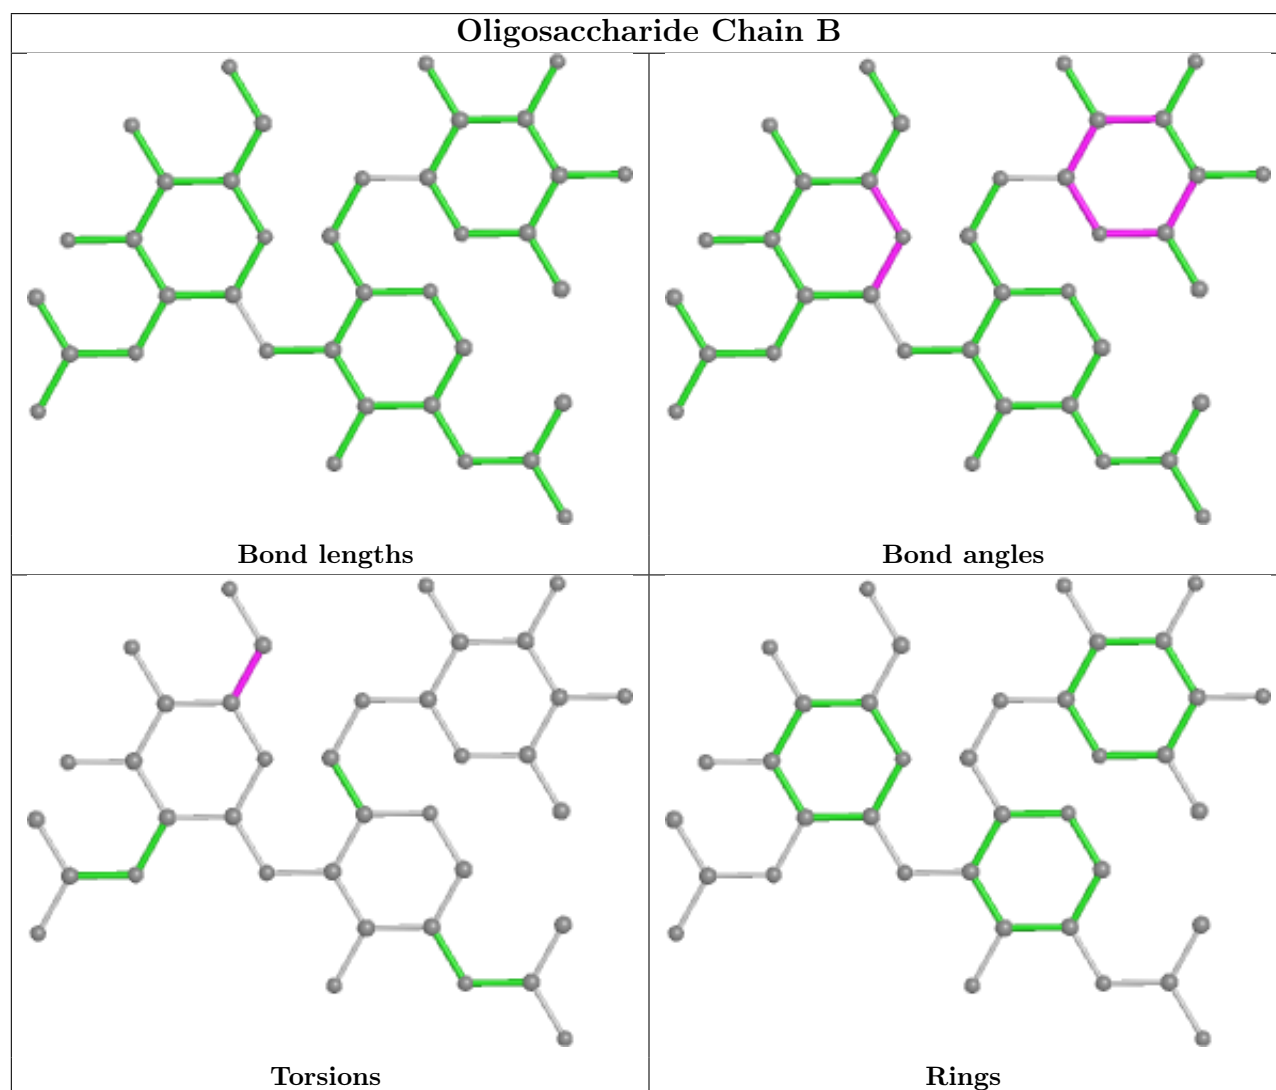 Oligosaccharide Chain B
Bond lengths
Bond angles
Torsions
Rings